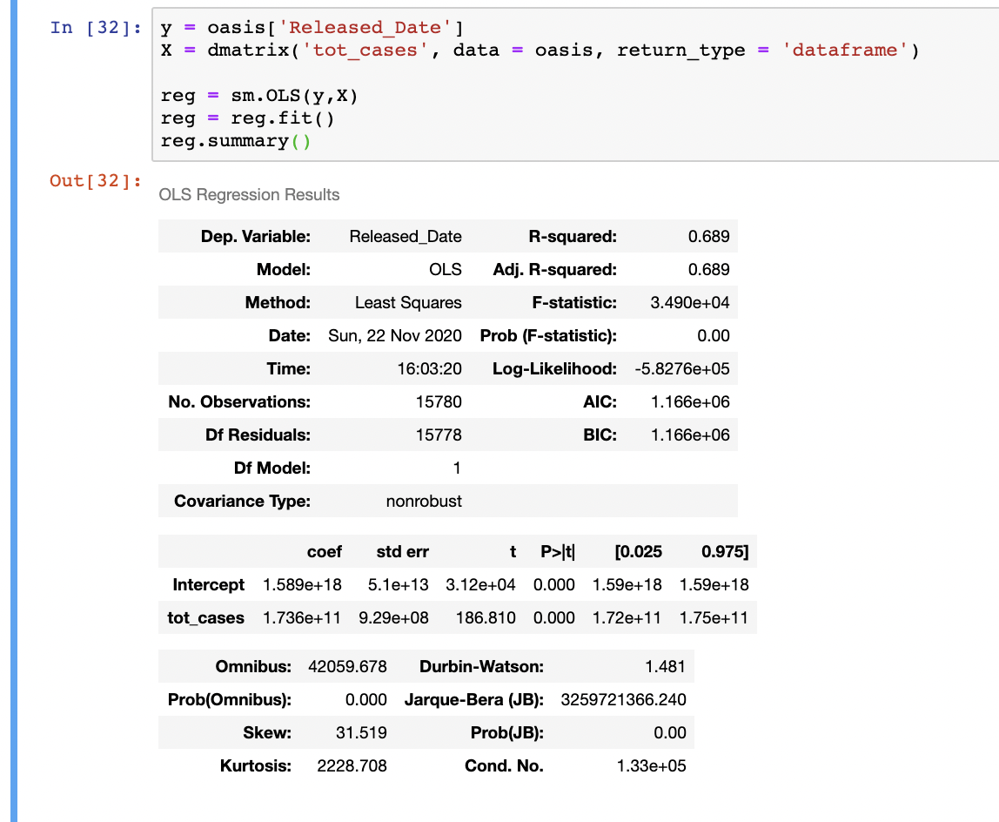 In [32]: y = oasis['Released_Date']
X = dmatrix('tot_cases', data = oasis, return_type = 'dataframe')
reg = sm.OLS(y,X)
reg = reg.fit()
reg.summary()
Out[32]:
OLS Regression Results
Dep. Variable: Released_Date R-squared: 0.689
Model: OLS Adj. R-squared: 0.689
Method: Least Squares F-statistic: 3.490e+04
Date: Sun, 22 Nov 2020 Prob (F-statistic): 0.00
Time: 16:03:20 Log-Likelihood: -5.8276e+05
No. Observations: 15780 AIC: 1.166e+06
Df Residuals: 15778 BIC: 1.166e+06
Df Model: 1
Covariance Type: nonrobust
coef std err t P>|t| [0.025 0.975]
Intercept 1.589e+18 5.1e+13 3.12e+04 0.000 1.59e+18 1.59e+18
tot_cases 1.736e+11 9.29e+08 186.810 0.000 1.72e+11 1.75e+11
Omnibus: 42059.678 Durbin-Watson: 1.481
Prob(Omnibus): 0.000 Jarque-Bera (JB): 3259721366.240
Skew: 31.519 Prob(JB): 0.00
Kurtosis: 2228.708 Cond. No. 1.33e+05